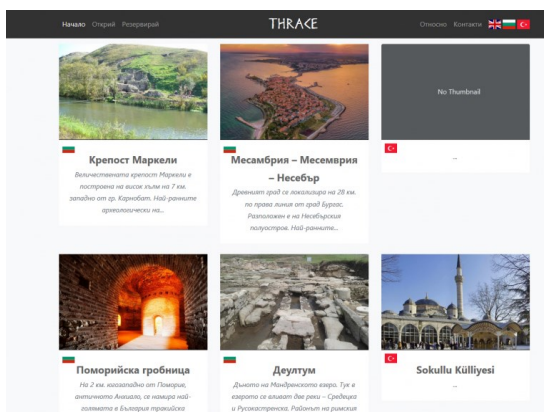 Начало Открий Резервирай THRACE Относно Контакти
No Thumbnail
Крепост Маркели
Величествената крепост Маркели е
построена на висок хълм на 7 км.
западно от гр. Карнобат. Най-ранните
археологически на...
Месамбрия – Месемврия
– Несебър
Древният град се локализира на 28 км.
по права линия от град Бургас.
Разположен е на Несебърския
полуостров. Най-ранните...
...
Поморийска гробница
На 2 км. югозападно от Поморие,
античното Анхиало, се намира най-
голямата в България тракийска
Деултум
Дъното на Мандренското езеро. Тук в
езерото се вливат две реки – Средецка
и Русокастренска. Районът на римския
Sokullu Külliyesi
...